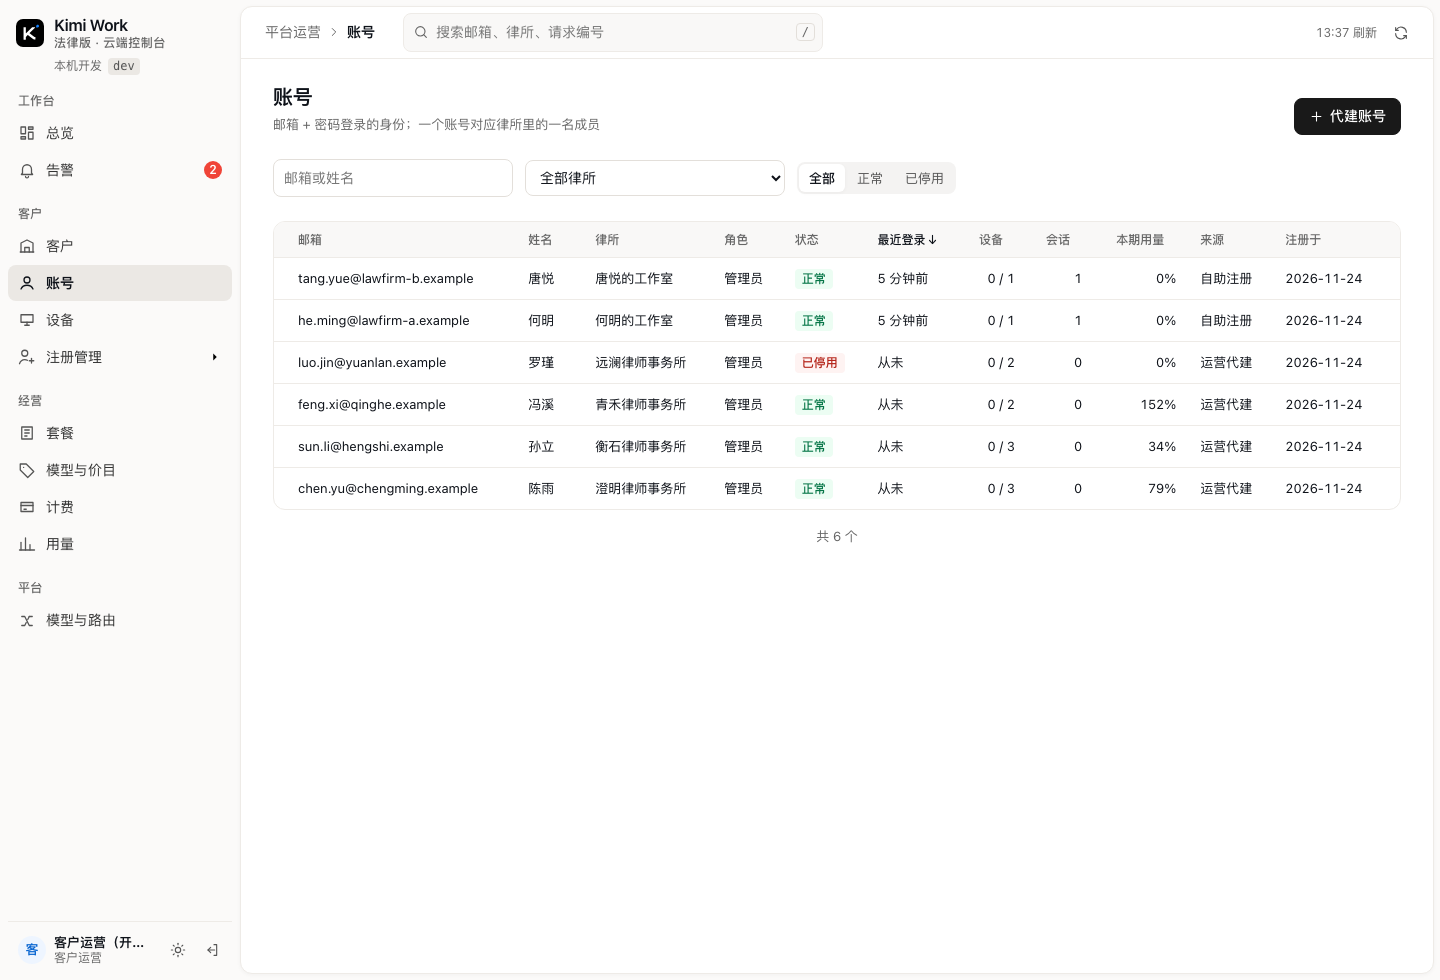 Kimi Work
法律版 · 云端控制台
本机开发 dev
工作台
总览
告警 2
客户
客户
账号
设备
注册管理
经营
套餐
模型与价目
计费
用量
平台
模型与路由
客
客户运营（开...
客户运营
平台运营 > 账号
搜索邮箱、律所、请求编号 /
13:37 刷新
账号
邮箱 + 密码登录的身份；一个账号对应律所里的一名成员
+ 代建账号
邮箱或姓名
全部律所
全部 正常 已停用
邮箱 姓名 律所 角色 状态 最近登录↓ 设备 会话 本期用量 来源 注册于
tang.yue@lawfirm-b.example 唐悦 唐悦的工作室 管理员 正常 5 分钟前 0 / 1 1 0% 自助注册 2026-11-24
he.ming@lawfirm-a.example 何明 何明的工作室 管理员 正常 5 分钟前 0 / 1 1 0% 自助注册 2026-11-24
luo.jin@yuanlan.example 罗瑾 远澜律师事务所 管理员 已停用 从未 0 / 2 0 0% 运营代建 2026-11-24
feng.xi@qinghe.example 冯溪 青禾律师事务所 管理员 正常 从未 0 / 2 0 152% 运营代建 2026-11-24
sun.li@hengshi.example 孙立 衡石律师事务所 管理员 正常 从未 0 / 3 0 34% 运营代建 2026-11-24
chen.yu@chengming.example 陈雨 澄明律师事务所 管理员 正常 从未 0 / 3 0 79% 运营代建 2026-11-24
共 6 个